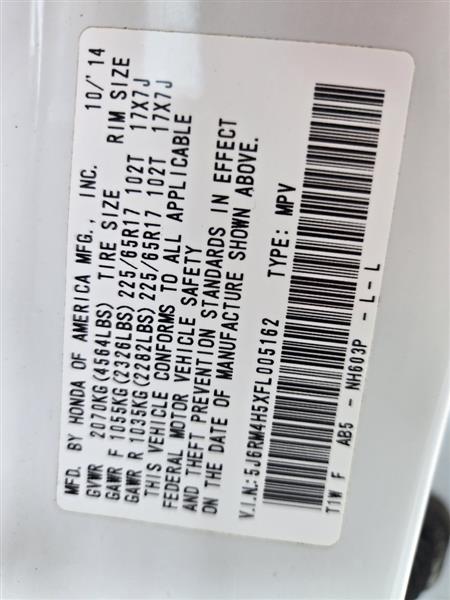 MFD. BY HONDA OF AMERICA MFG., INC. 10/'14
GVWR 2070KG(4564LBS) TIRE SIZE RIM SIZE
GAWR F 1055KG(2326LBS) 225/65R17 102T 17X7J
GAWR R 1035KG(2282LBS) 225/65R17 102T 17X7J
THIS VEHICLE CONFORMS TO ALL APPLICABLE
FEDERAL MOTOR VEHICLE SAFETY
AND THEFT PREVENTION STANDARDS IN EFFECT
ON THE DATE OF MANUFACTURE SHOWN ABOVE.
V.I.N.:5J6RM4H5XFL005162 TYPE: MPV
T1W F AB5 - NH603P - L - L